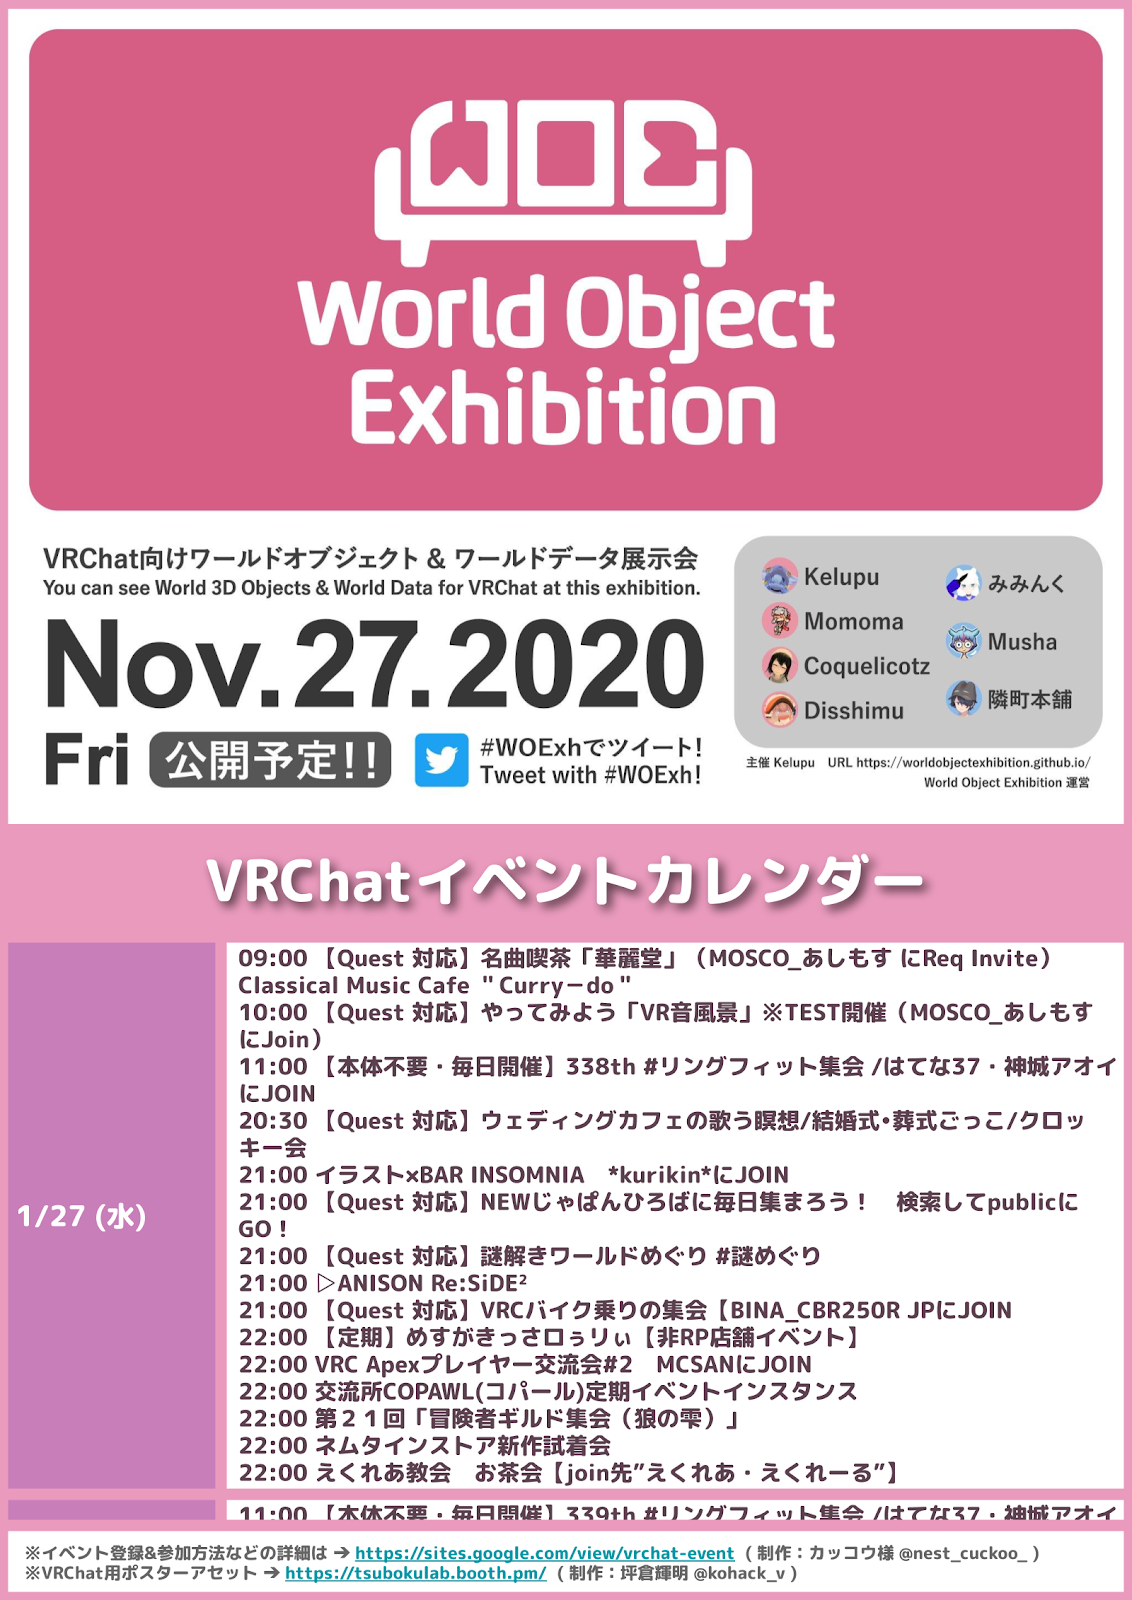 WOE
World Object
Exhibition
VRChat向けワールドオブジェクト & ワールドデータ展示会
You can see World 3D Objects & World Data for VRChat at this exhibition.
Nov.27.2020
Fri 公開予定!!
#WOExhでツイート!
Tweet with #WOExh!
Kelupu
Momoma
Coquelicotz
Disshimu
みみんく
Musha
隣町本舗
主催 Kelupu URL https://worldobjectexhibition.github.io/
World Object Exhibition 運営
VRChatイベントカレンダー
1/27 (水)
09:00 【Quest 対応】名曲喫茶「華麗堂」（MOSCO_あしもす にReq Invite）
Classical Music Cafe ＂Curry－do＂
10:00 【Quest 対応】やってみよう「VR音風景」※TEST開催（MOSCO_あしもす
にJoin）
11:00 【本体不要・毎日開催】338th #リングフィット集会 /はてな37・神城アオイ
にJOIN
20:30 【Quest 対応】ウェディングカフェの歌う瞑想/結婚式•葬式ごっこ/クロッ
キー会
21:00 イラスト×BAR INSOMNIA　*kurikin*にJOIN
21:00 【Quest 対応】NEWじゃぱんひろばに毎日集まろう！　検索してpublicに
GO！
21:00 【Quest 対応】謎解きワールドめぐり #謎めぐり
21:00 ▷ANISON Re:SiDE²
21:00 【Quest 対応】VRCバイク乗りの集会【BINA_CBR250R JPにJOIN
22:00 【定期】めすがきっさロぅリぃ【非RP店舗イベント】
22:00 VRC Apexプレイヤー交流会#2　MCSANにJOIN
22:00 交流所COPAWL(コパール)定期イベントインスタンス
22:00 第２１回「冒険者ギルド集会（狼の雫）」
22:00 ネムタインストア新作試着会
22:00 えくれあ教会　お茶会【join先”えくれあ・えくれーる”】
11:00 【本体不要・毎日開催】339th #リングフィット集会 /はてな37・神城アオイ
※イベント登録&参加方法などの詳細は ➔ https://sites.google.com/view/vrchat-event （制作：カッコウ様 @nest_cuckoo_ ）
※VRChat用ポスターアセット ➔ https://tsubokulab.booth.pm/ （制作：坪倉輝明 @kohack_v ）